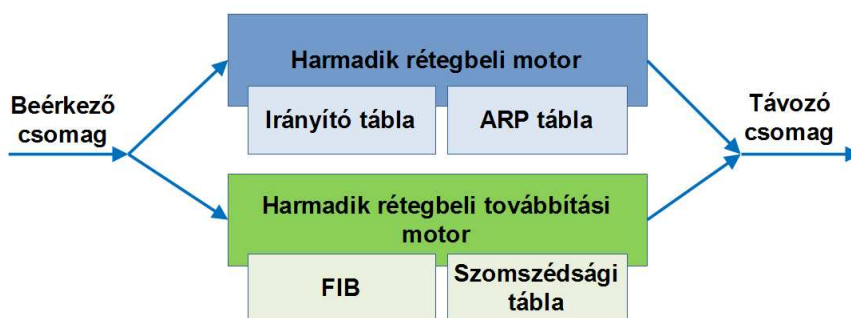 Harmadik rétegbeli motor
Irányító tábla
ARP tábla
Beérkező
csomag
Távozó
csomag
Harmadik rétegbeli továbbítási
motor
FIB
Szomszédsági
tábla